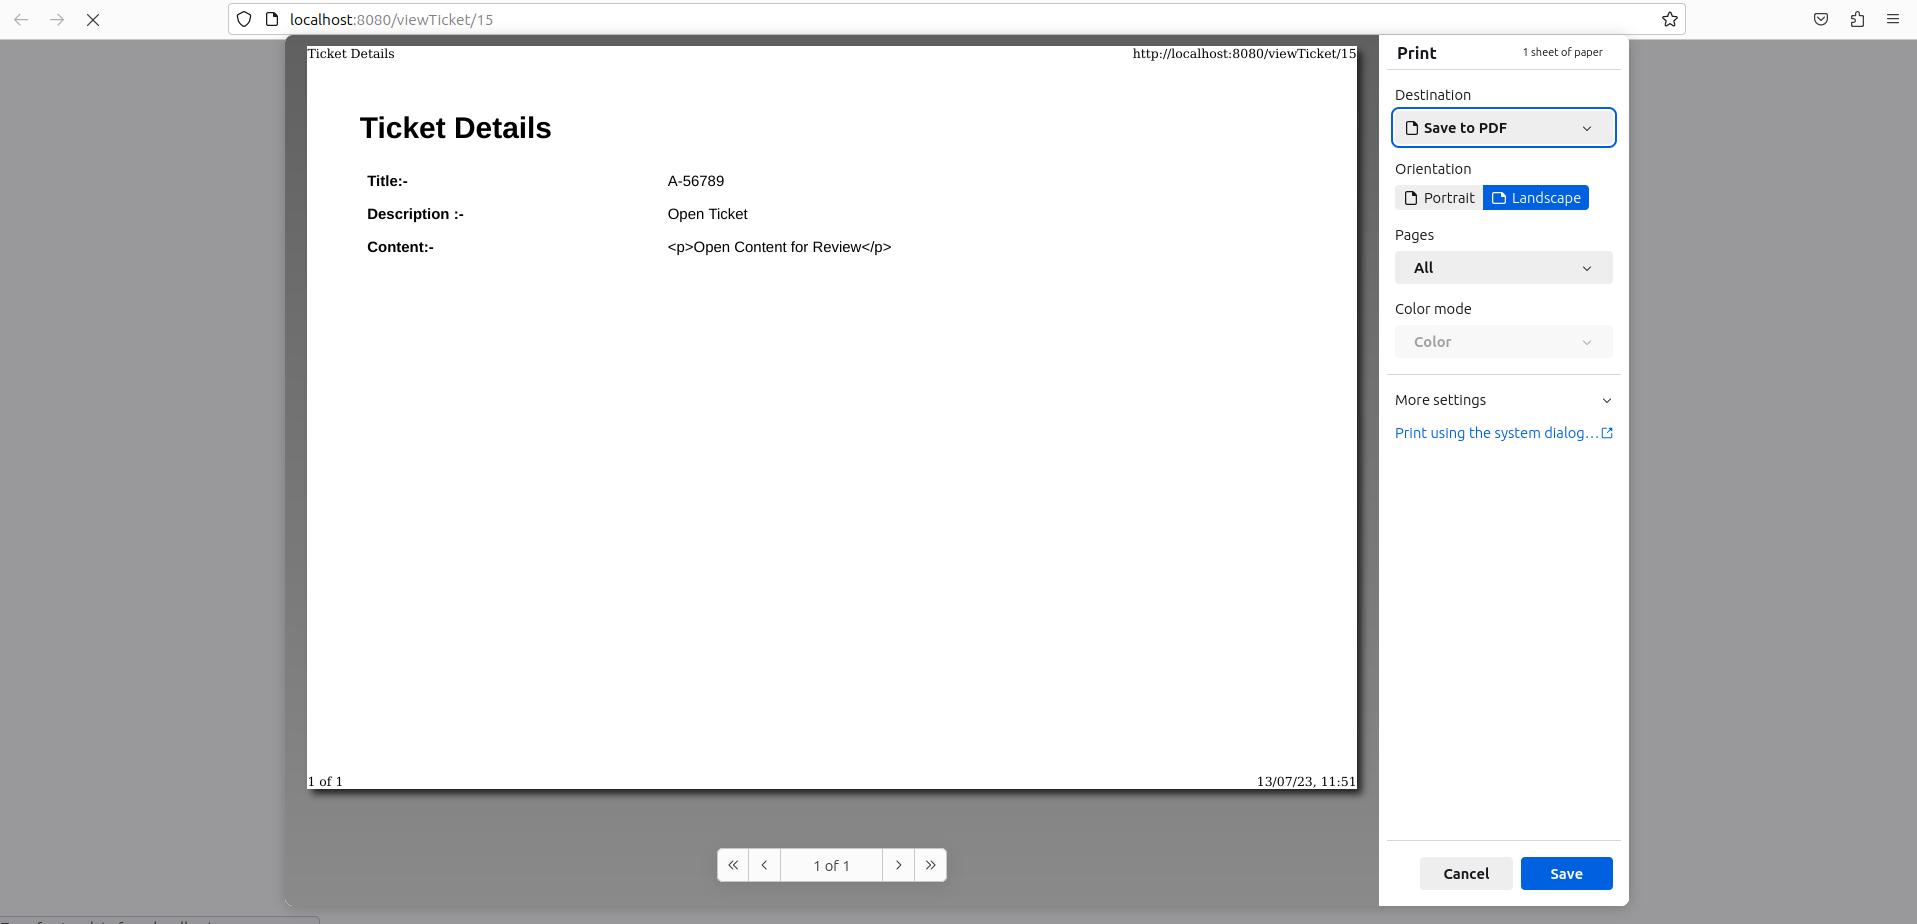 localhost:8080/viewTicket/15
Ticket Details
http://localhost:8080/viewTicket/15
Ticket Details
Title:- A-56789
Description :- Open Ticket
Content:- <p>Open Content for Review</p>
1 of 1
13/07/23, 11:51
1 of 1
Print
1 sheet of paper
Destination
Save to PDF
Orientation
Portrait Landscape
Pages
All
Color mode
Color
More settings
Print using the system dialog…
Cancel Save